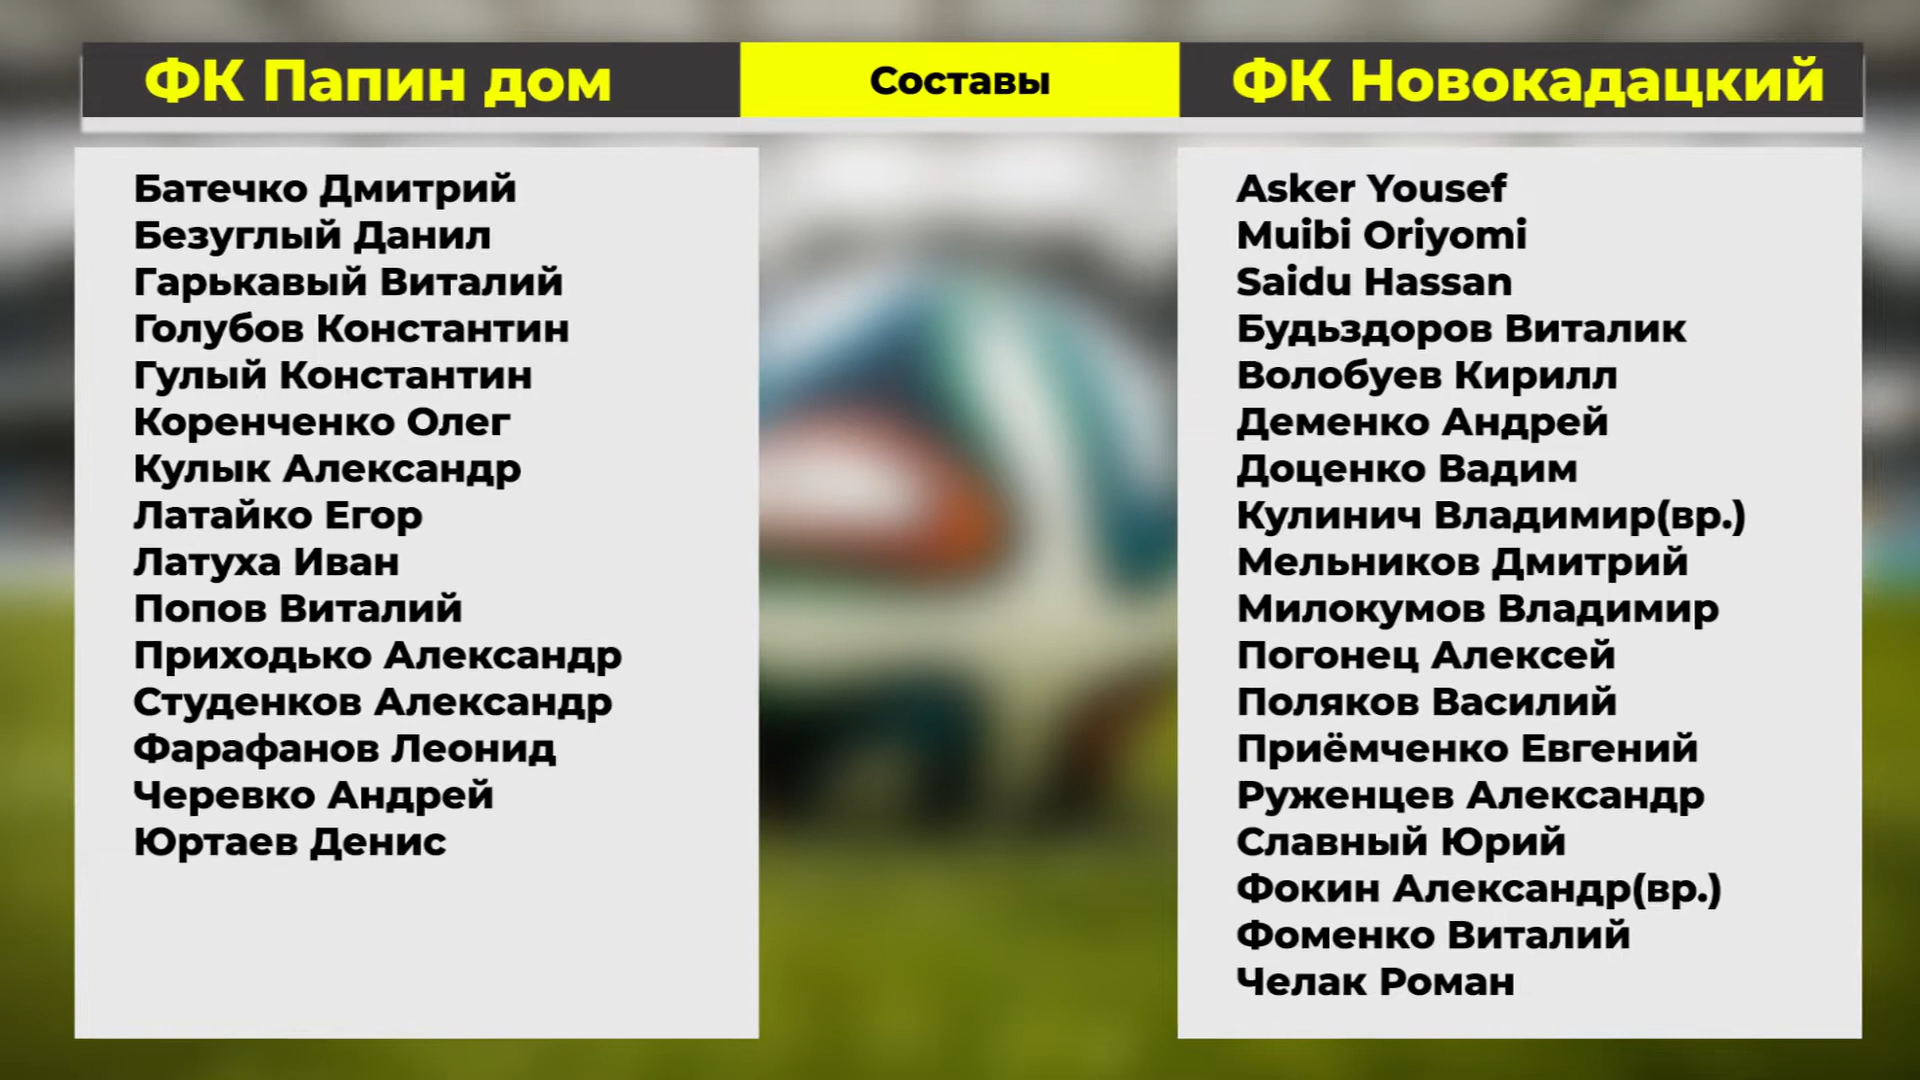 ФК Папин дом
Составы
ФК Новокадацкий
Батечко Дмитрий
Безуглый Данил
Гарькавый Виталий
Голубов Константин
Гулый Константин
Коренченко Олег
Кулык Александр
Латайко Егор
Латуха Иван
Попов Виталий
Приходько Александр
Студенков Александр
Фарафанов Леонид
Черевко Андрей
Юртаев Денис
Asker Yousef
Muibi Oriyomi
Saidu Hassan
Будьздоров Виталик
Волобуев Кирилл
Деменко Андрей
Доценко Вадим
Кулинич Владимир(вр.)
Мельников Дмитрий
Милокумов Владимир
Погонец Алексей
Поляков Василий
Приёмченко Евгений
Руженцев Александр
Славный Юрий
Фокин Александр(вр.)
Фоменко Виталий
Челак Роман